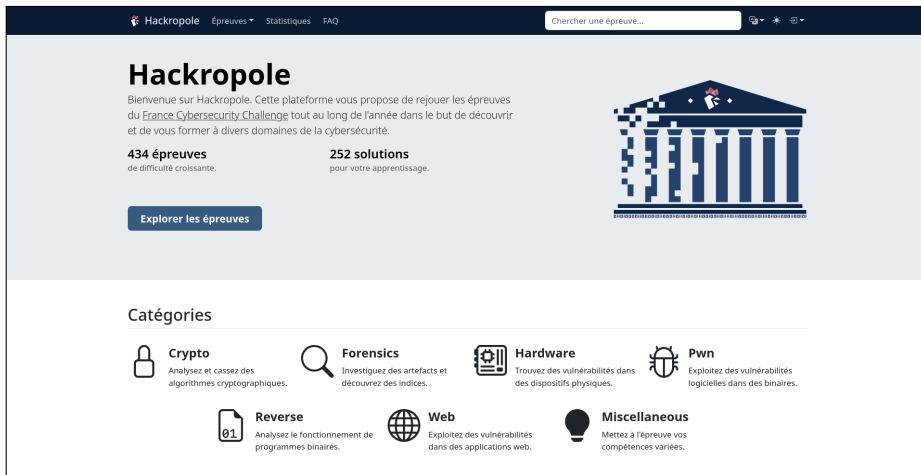 Hackropole Épreuves Statistiques FAQ Chercher une épreuve...
Hackropole
Bienvenue sur Hackropole. Cette plateforme vous propose de rejouer les épreuves
du France Cybersecurity Challenge tout au long de l'année dans le but de découvrir
et de vous former à divers domaines de la cybersécurité.
434 épreuves
de difficulté croissante.
252 solutions
pour votre apprentissage.
Explorer les épreuves
Catégories
Crypto
Analysez et cassez des
algorithmes cryptographiques.
Forensics
Investiguez des artefacts et
découvrez des indices.
Hardware
Trouvez des vulnérabilités dans
des dispositifs physiques.
Pwn
Exploitez des vulnérabilités
logicielles dans des binaires.
01
Reverse
Analysez le fonctionnement de
programmes binaires.
Web
Exploitez des vulnérabilités
dans des applications web.
Miscellaneous
Mettez à l'épreuve vos
compétences variées.